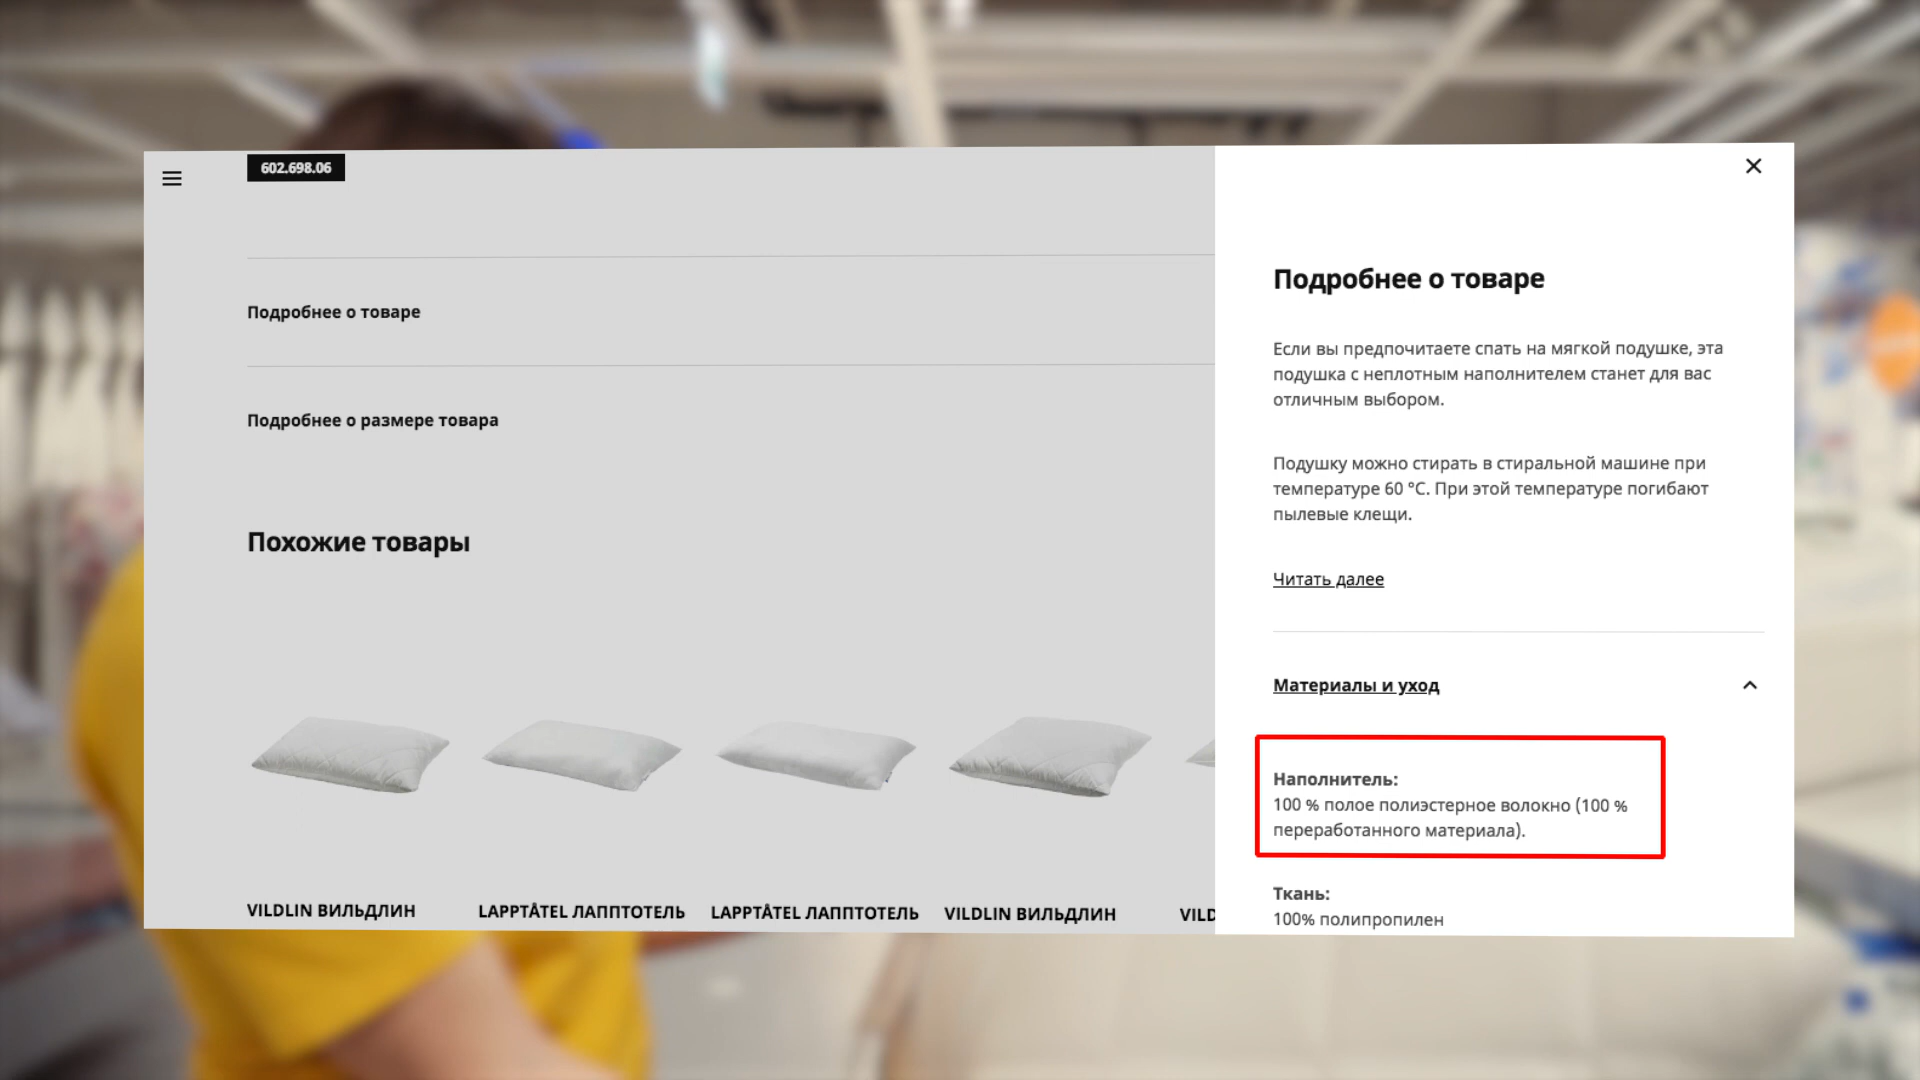 602.698.06
Подробнее о товаре
Подробнее о размере товара
Похожие товары
VILDLIN ВИЛЬДЛИН
LAPPTÅTEL ЛАППТОТЕЛЬ
LAPPTÅTEL ЛАППТОТЕЛЬ
VILDLIN ВИЛЬДЛИН
VILD
Подробнее о товаре
Если вы предпочитаете спать на мягкой подушке, эта
подушка с неплотным наполнителем станет для вас
отличным выбором.
Подушку можно стирать в стиральной машине при
температуре 60 °С. При этой температуре погибают
пылевые клещи.
Читать далее
Материалы и уход
Наполнитель:
100 % полое полиэстерное волокно (100 %
переработанного материала).
Ткань:
100% полипропилен